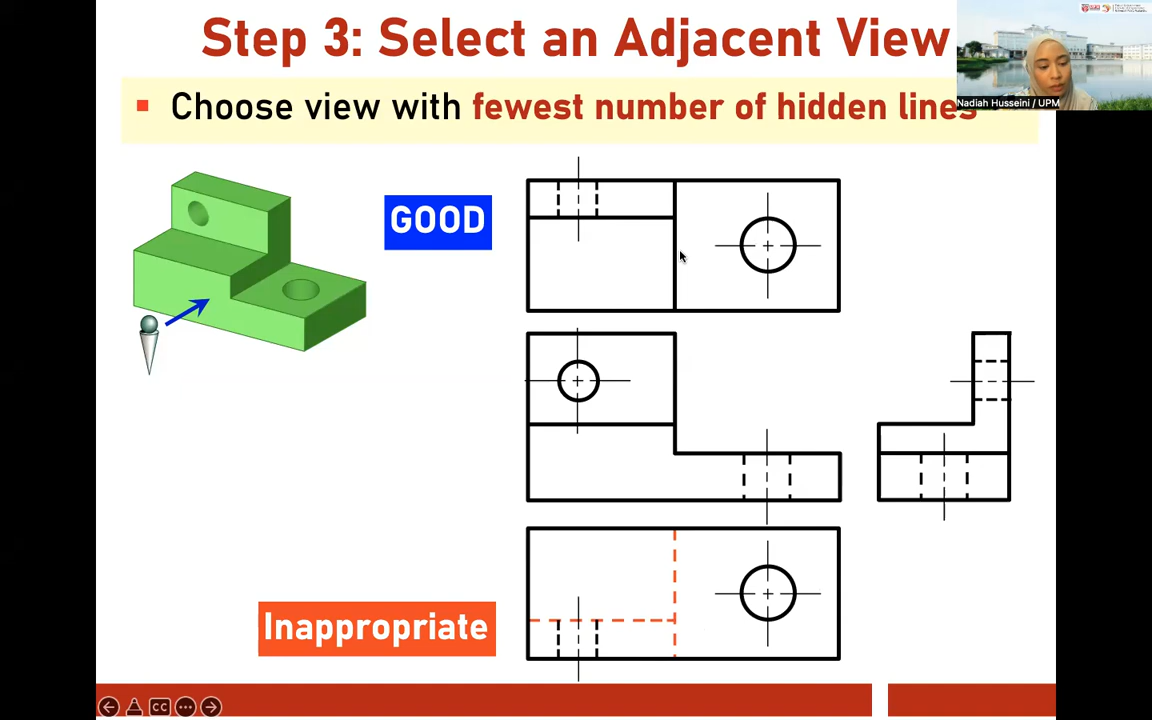 Step 3: Select an Adjacent View
Choose view with fewest number of hidden lines
Nadiah Husseini / UPM
GOOD
Inappropriate
CC